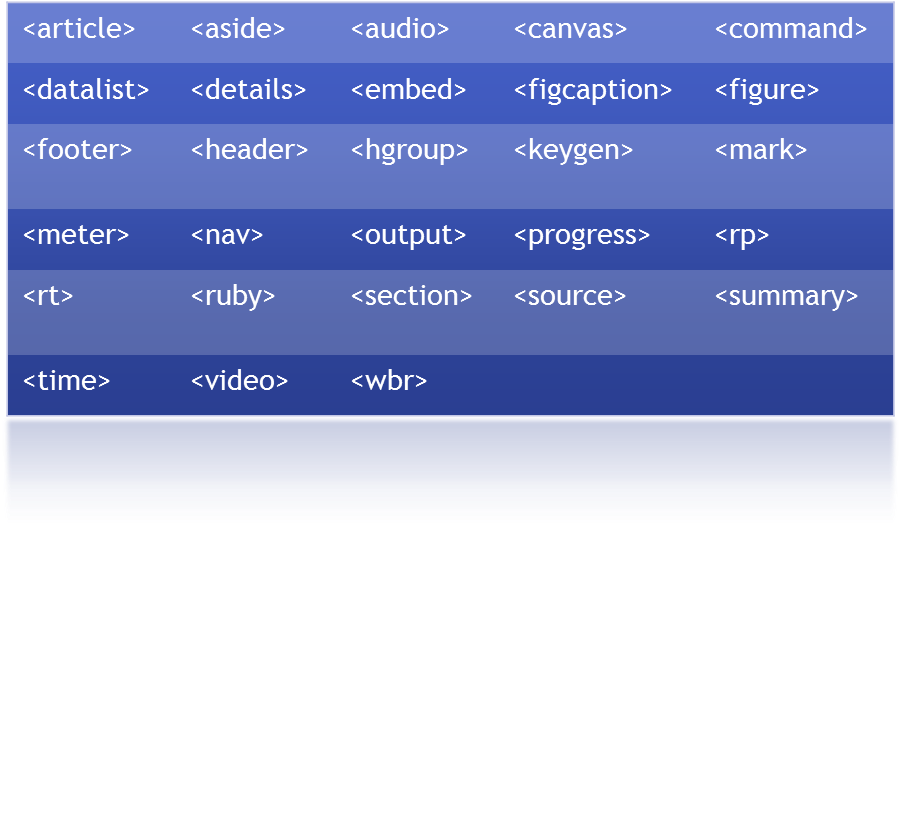 <article> <aside> <audio> <canvas> <command>
<datalist> <details> <embed> <figcaption> <figure>
<footer> <header> <hgroup> <keygen> <mark>
<meter> <nav> <output> <progress> <rp>
<rt> <ruby> <section> <source> <summary>
<time> <video> <wbr>